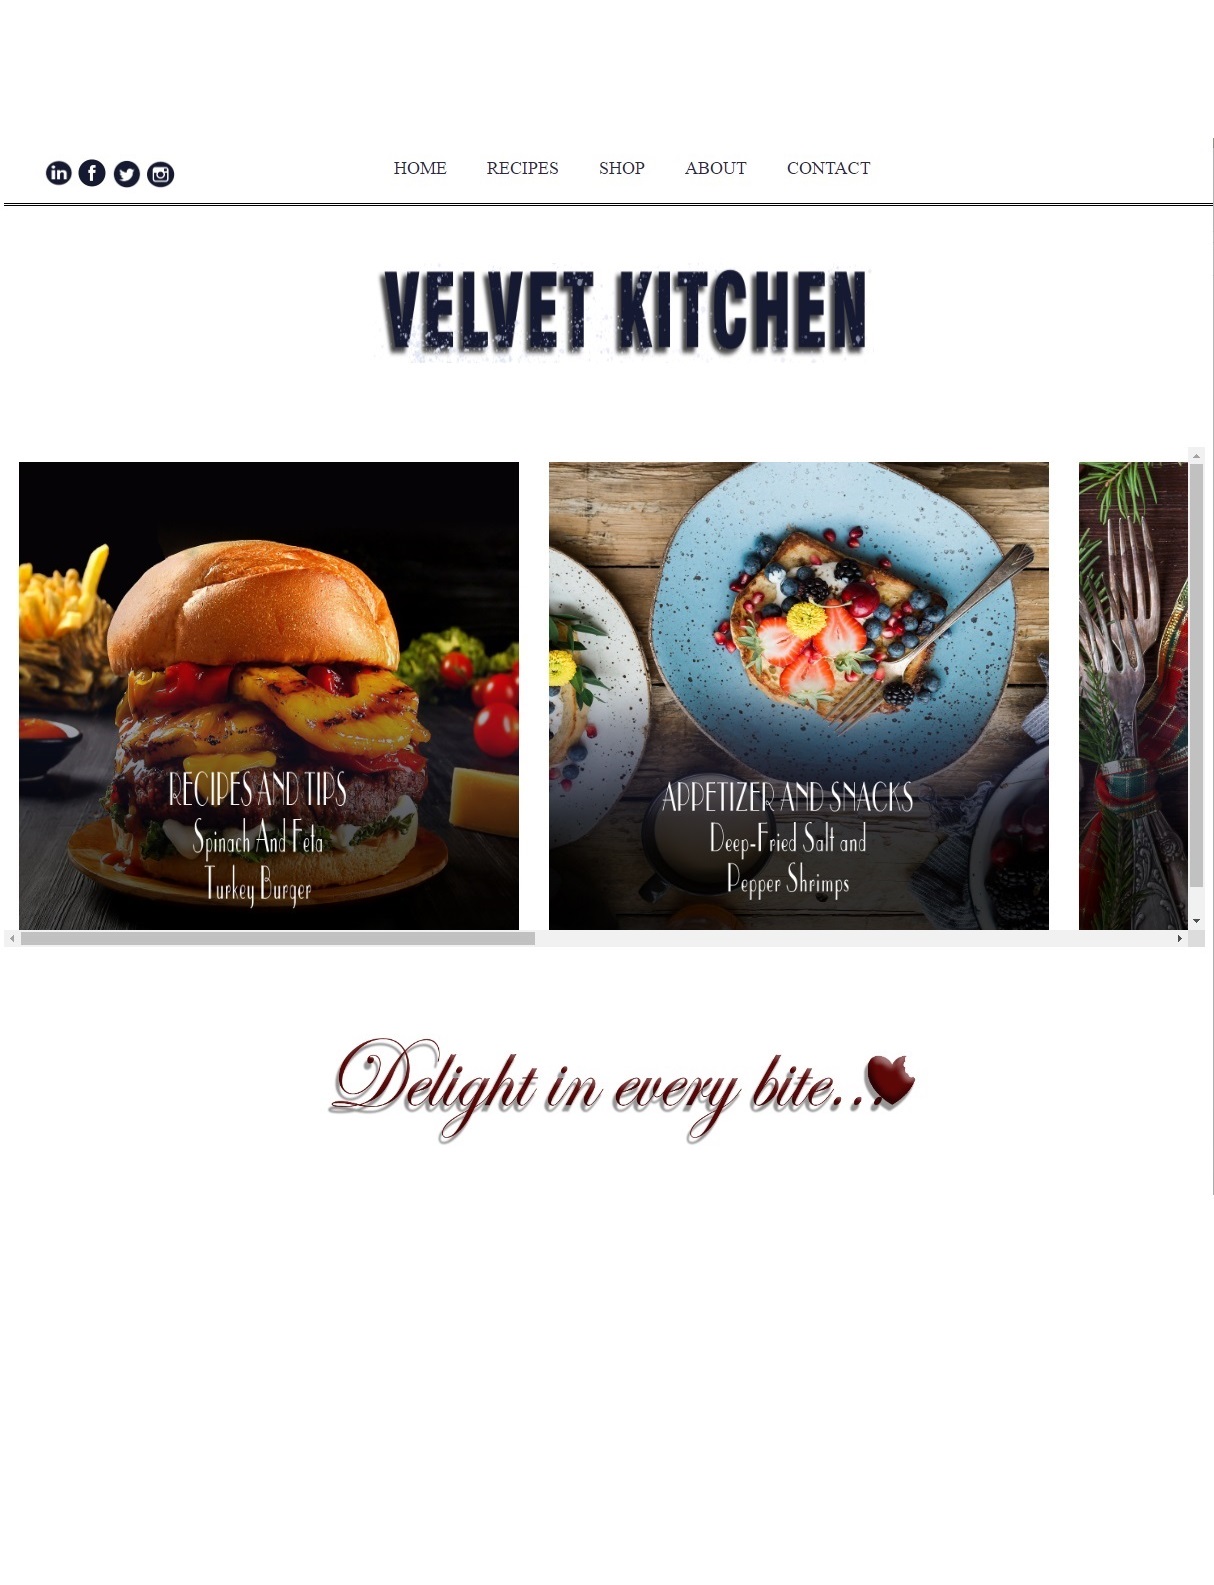 HOME RECIPES SHOP ABOUT CONTACT
VELVET KITCHEN
RECIPES AND TIPS
Spinach And Feta
Turkey Burger
APPETIZER AND SNACKS
Deep-Fried Salt and
Pepper Shrimps
Delight in every bite...